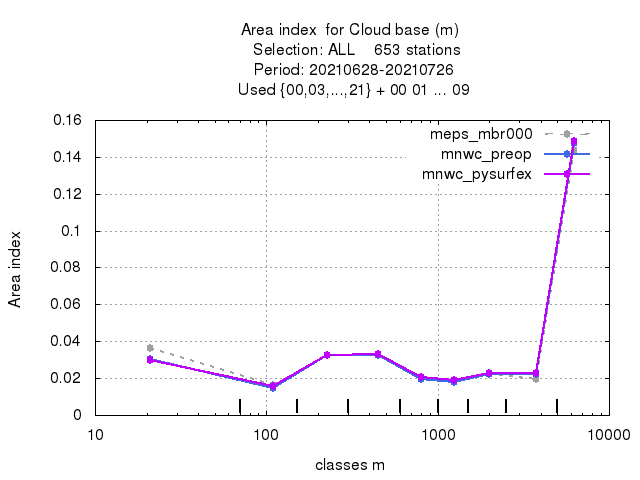 Area index  for Cloud base (m)
Selection: ALL    653 stations
Period: 20210628-20210726
Used {00,03,...,21} + 00 01 ... 09
meps_mbr000
mnwc_preop
mnwc_pysurfex
Area index
0.16
0.14
0.12
0.1
0.08
0.06
0.04
0.02
0
10
100
1000
10000
classes m